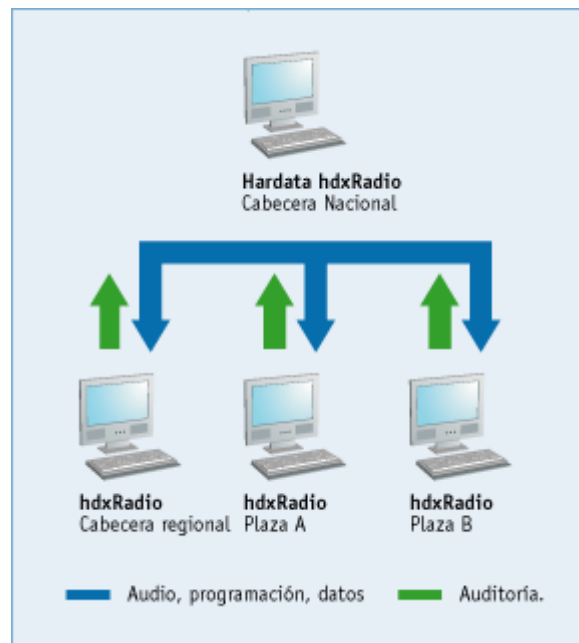 Hardata hdxRadio
Cabecera Nacional
hdxRadio
Cabecera regional
hdxRadio
Plaza A
hdxRadio
Plaza B
Audio, programación, datos
Auditoría.